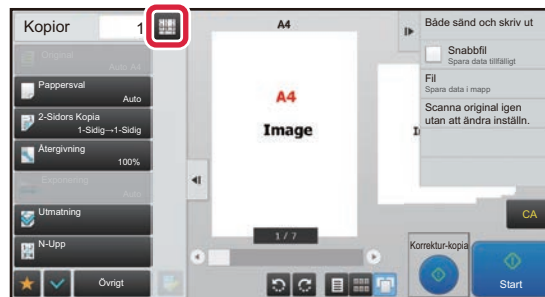 Kopior
1
Original
Auto A4
Pappersval
Auto
2-Sidors Kopia
1-Sidig→1-Sidig
Återgivning
100%
Exponering
Auto
Utmatning
N-Upp
Övrigt
A4
A4
Image
1 / 7
Både sänd och skriv ut
Snabbfil
Spara data tillfälligt
Fil
Spara data i mapp
Scanna original igen
utan att ändra inställn.
CA
Korrektur-kopia
Start